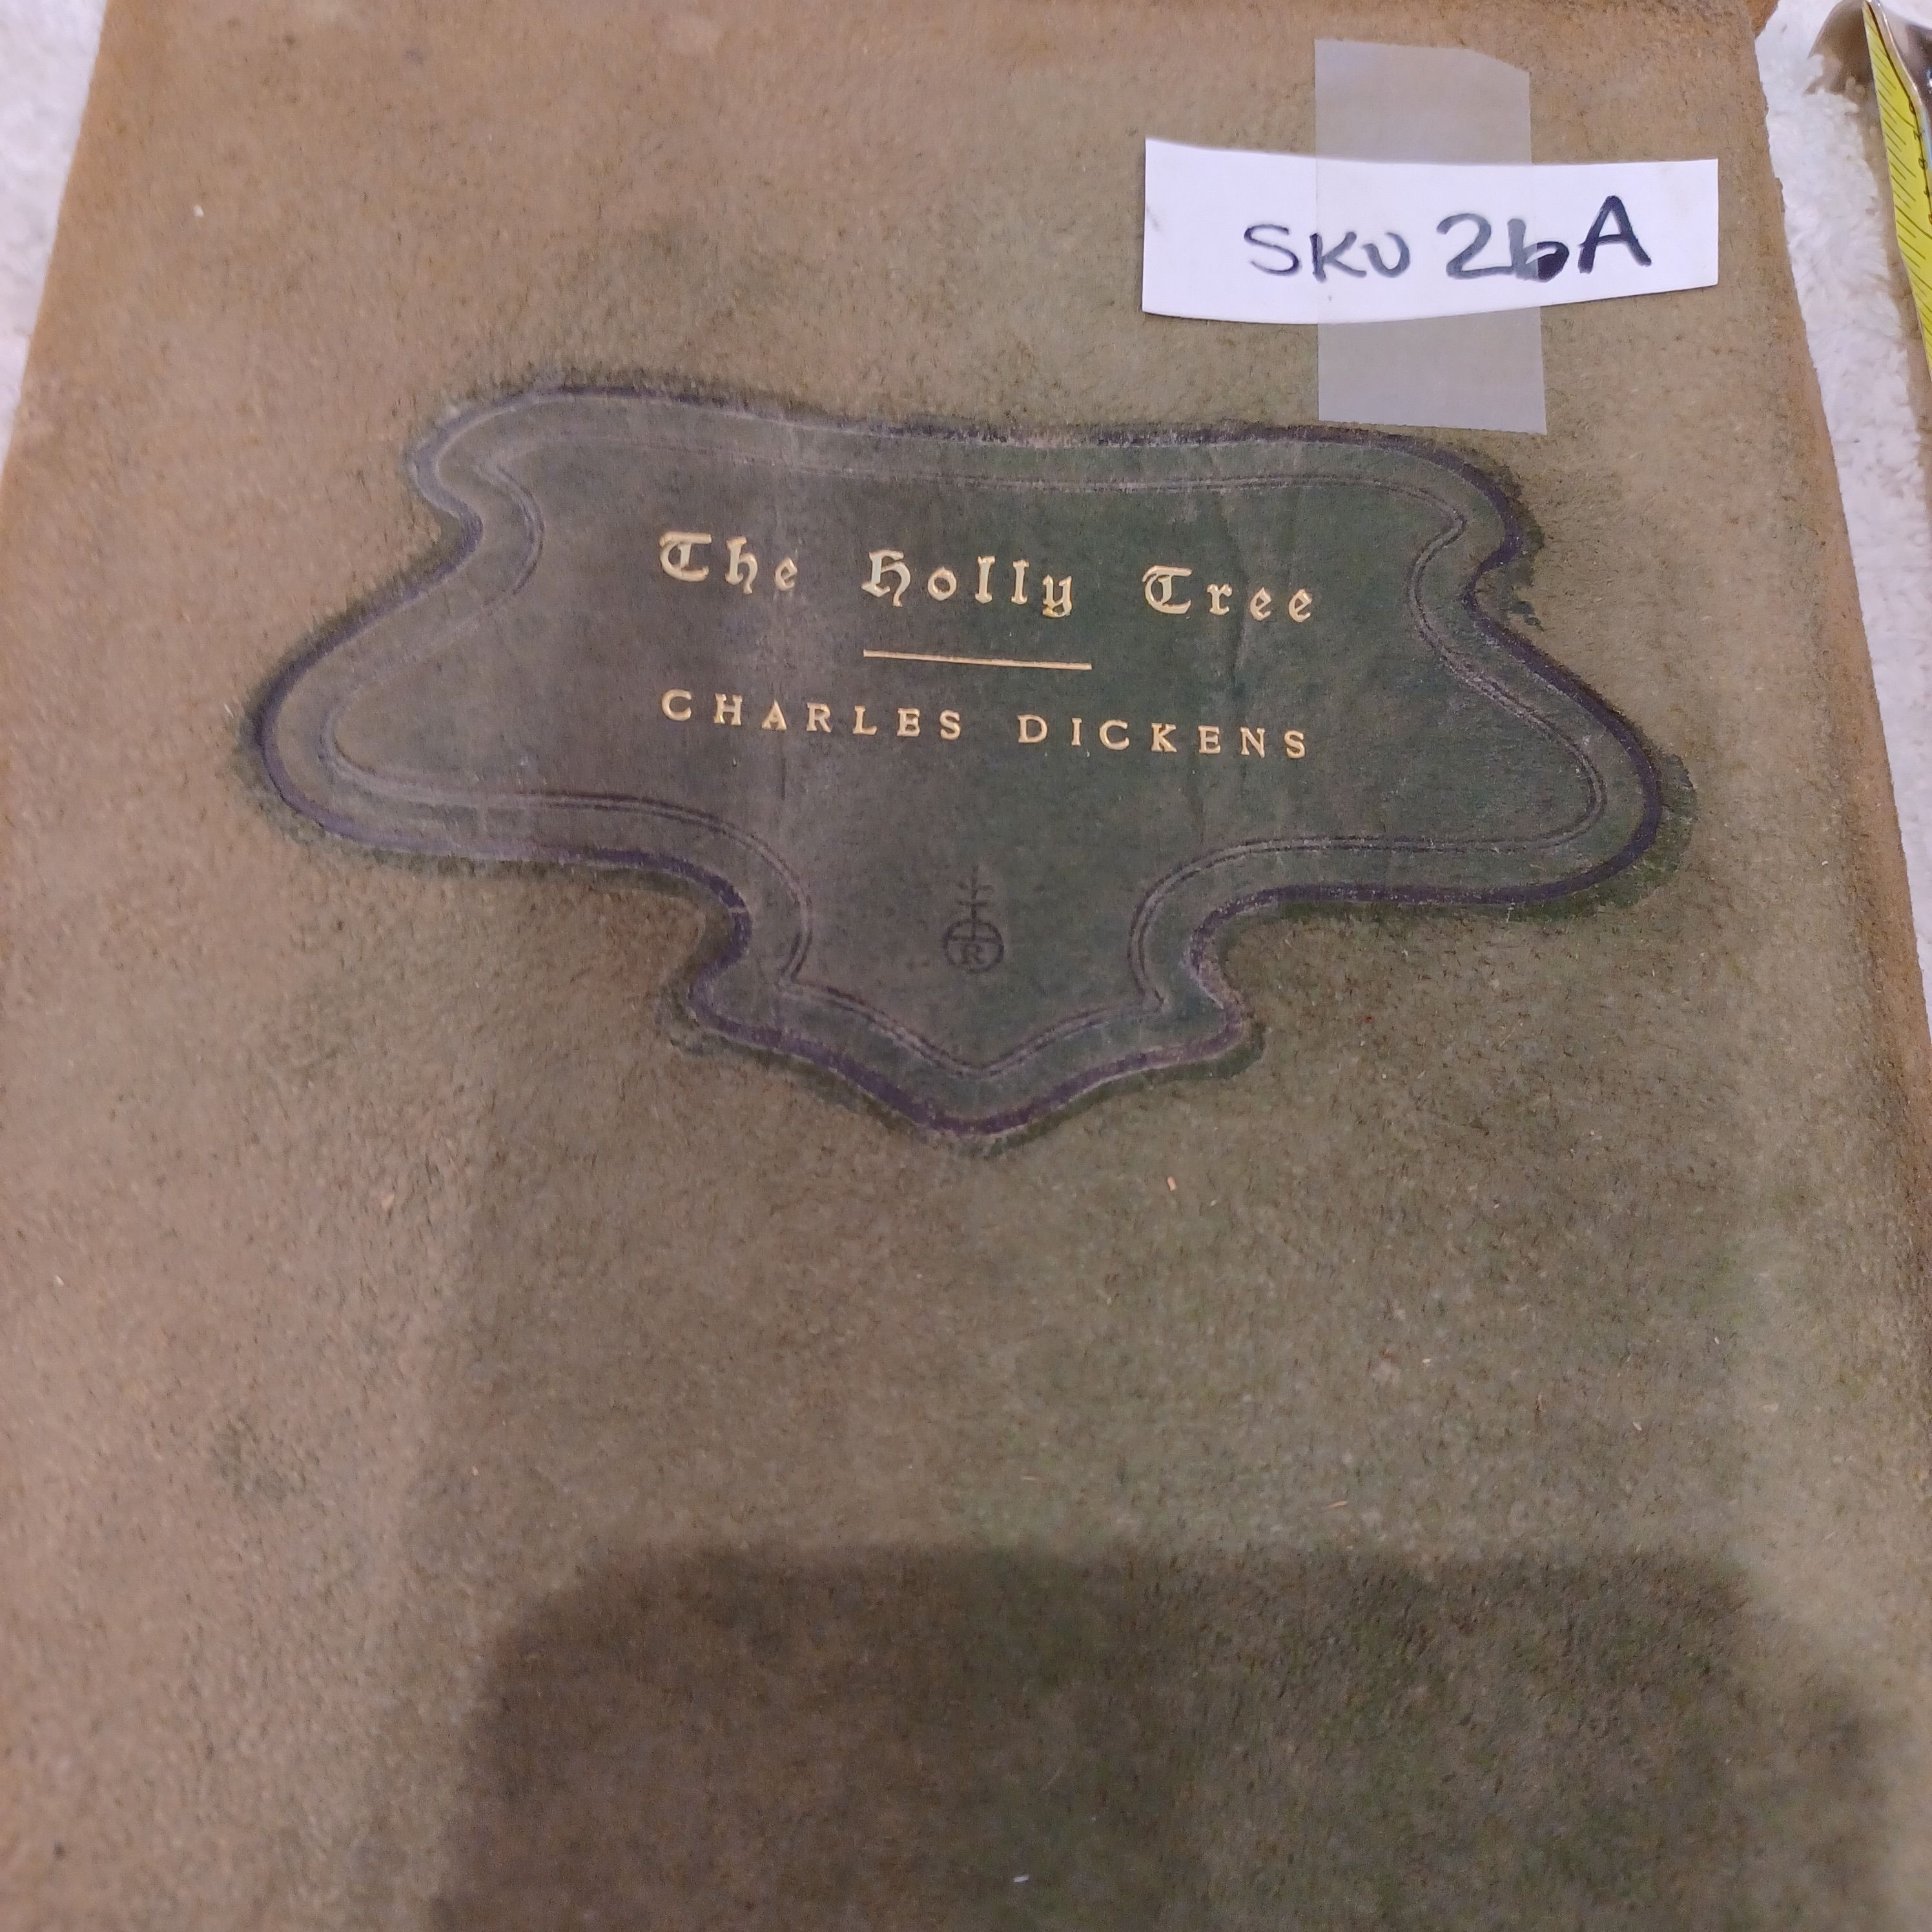 SKU 26A
The Holly Tree
CHARLES DICKENS
R